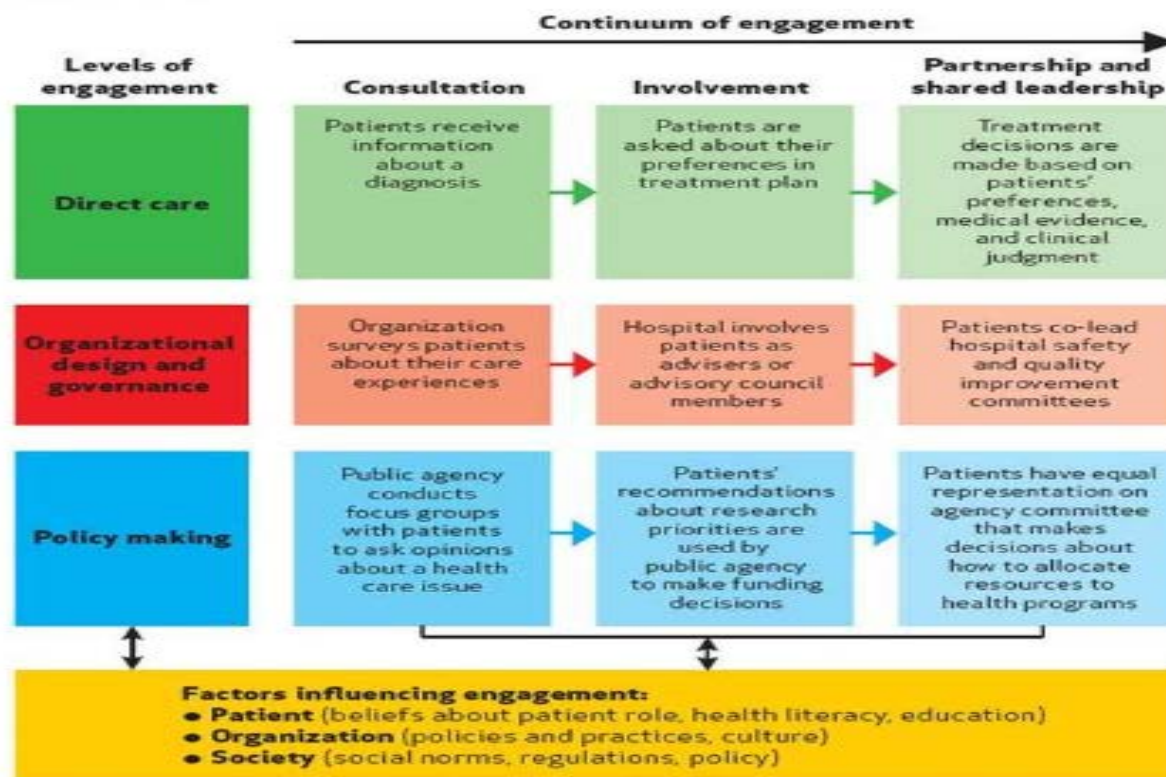 Continuum of engagement
Levels of
engagement
Consultation
Involvement
Partnership and
shared leadership
Direct care
Patients receive
information
about a
diagnosis
Patients are
asked about their
preferences in
treatment plan
Treatment
decisions are
made based on
patients'
preferences,
medical evidence,
and clinical
judgment
Organizational
design and
governance
Organization
surveys patients
about their care
experiences
Hospital involves
patients as
advisers or
advisory council
members
Patients co-lead
hospital safety
and quality
improvement
committees
Policy making
Public agency
conducts
focus groups
with patients
to ask opinions
about a health
care issue
Patients'
recommendations
about research
priorities are
used by
public agency
to make funding
decisions
Patients have equal
representation on
agency committee
that makes
decisions about
how to allocate
resources to
health programs
Factors influencing engagement:
● Patient (beliefs about patient role, health literacy, education)
● Organization (policies and practices, culture)
● Society (social norms, regulations, policy)